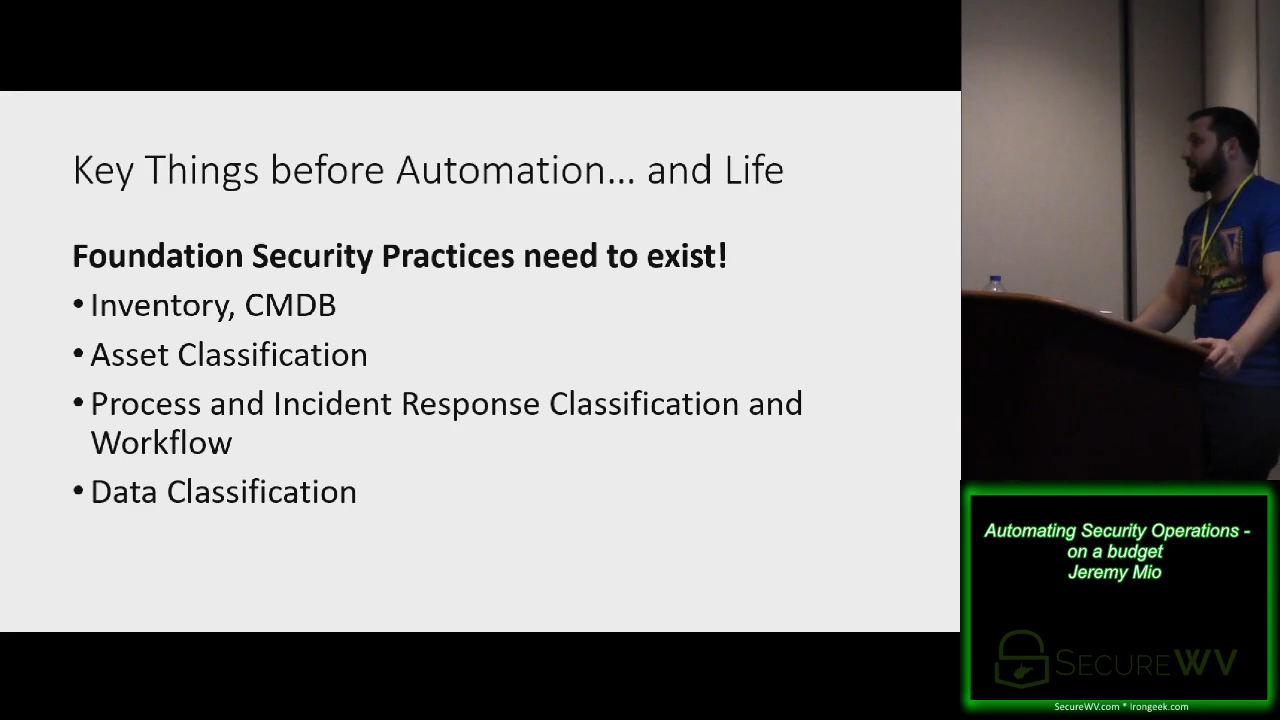 Key Things before Automation... and Life
Foundation Security Practices need to exist!
• Inventory, CMDB
• Asset Classification
• Process and Incident Response Classification and
Workflow
• Data Classification
Automating Security Operations -
on a budget
Jeremy Mio
SECUREWV
SecureWV.com * Irongeek.com